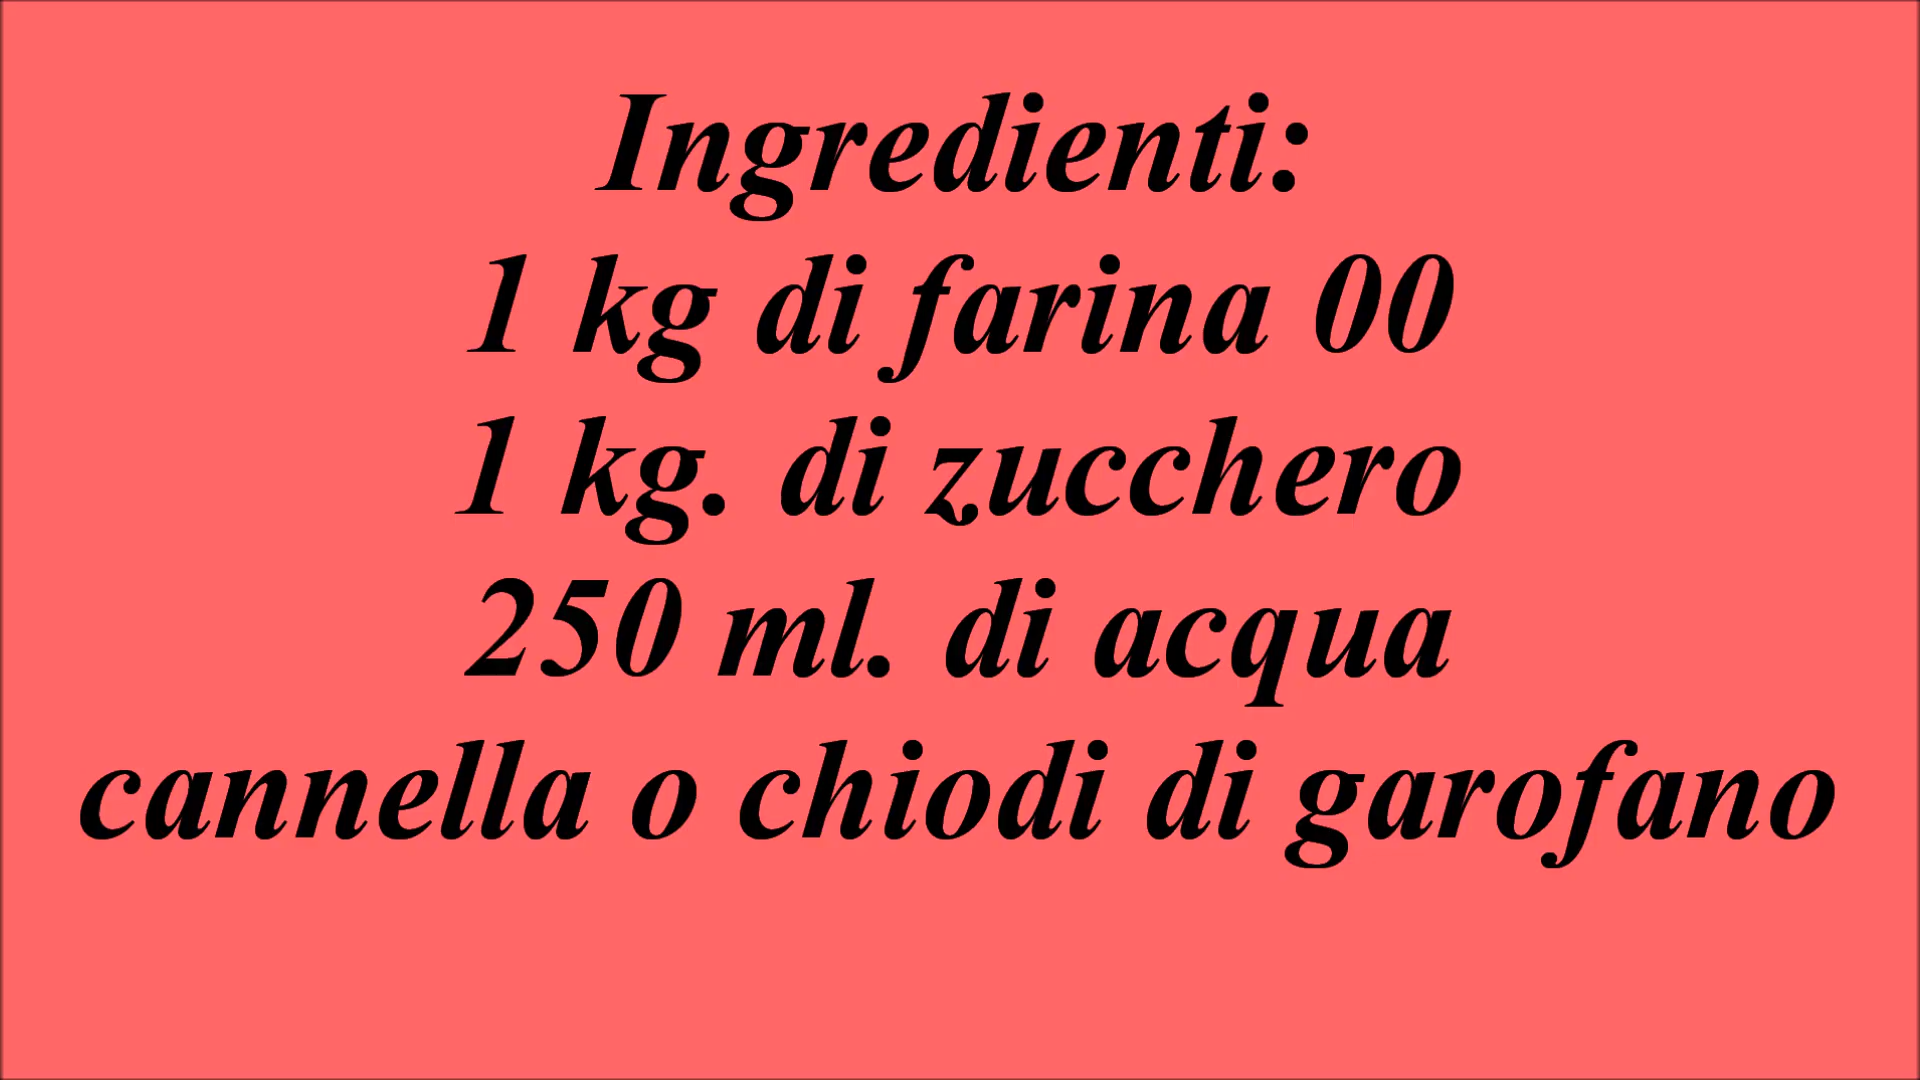 Ingredienti:
1 kg di farina 00
1 kg. di zucchero
250 ml. di acqua
cannella o chiodi di garofano